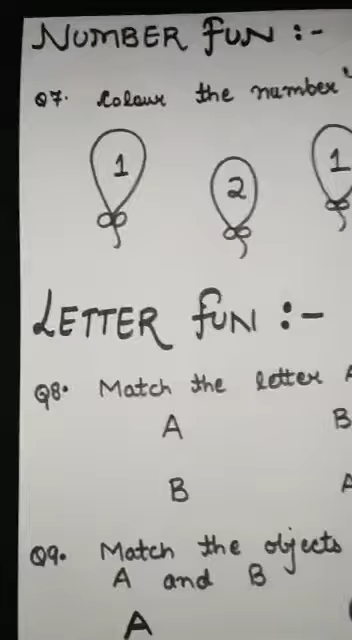 NUMBER FUN :-
Q7. Colour the number
1 2 1
LETTER FUN :-
Q8. Match the letter A
A B
B A
Q9. Match the objects
A and B
A